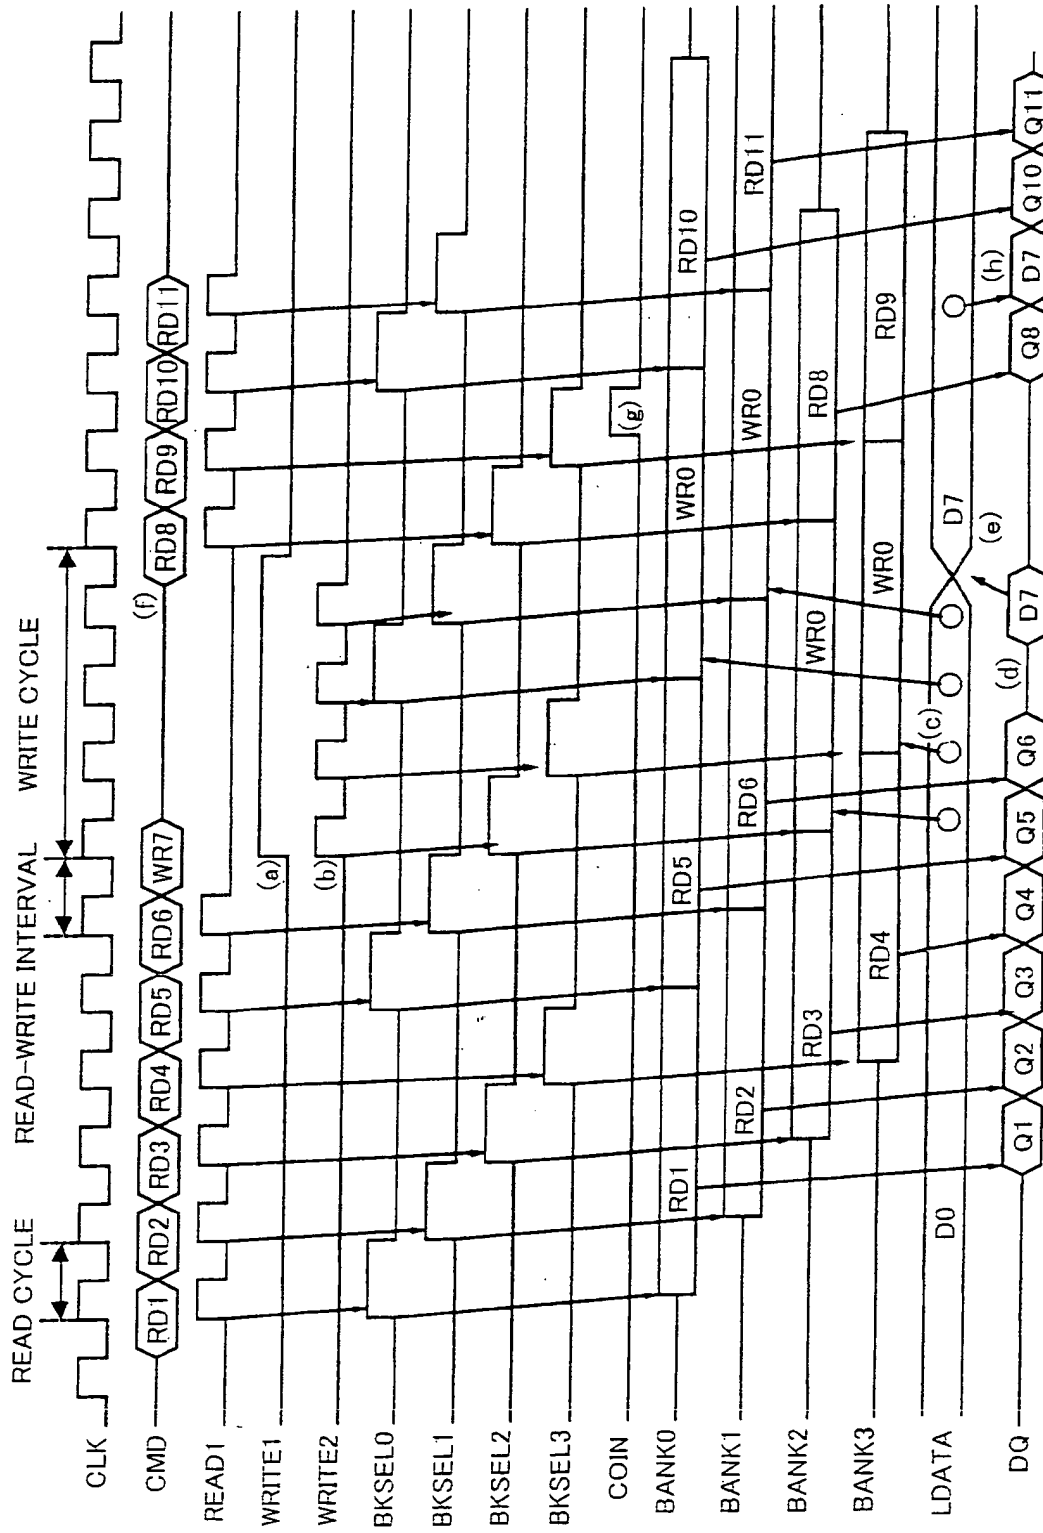 READ CYCLE READ-WRITE INTERVAL WRITE CYCLE
CLK
CMD RD1 RD2 RD3 RD4 RD5 RD6 WR7 (f) RD8 RD9 RD10 RD11
READ1
WRITE1 (a)
WRITE2 (b)
BKSEL0
BKSEL1
BKSEL2
BKSEL3
COIN (g)
BANK0 RD1 RD5 WR0 RD10
BANK1 RD2 RD6 WR0 RD11
BANK2 RD3 WR0 RD8
BANK3 RD4 WR0 RD9
LDATA D0 (c) D7
(d) (e) (h)
DQ Q1 Q2 Q3 Q4 Q5 Q6 D7 Q8 D7 Q10 Q11